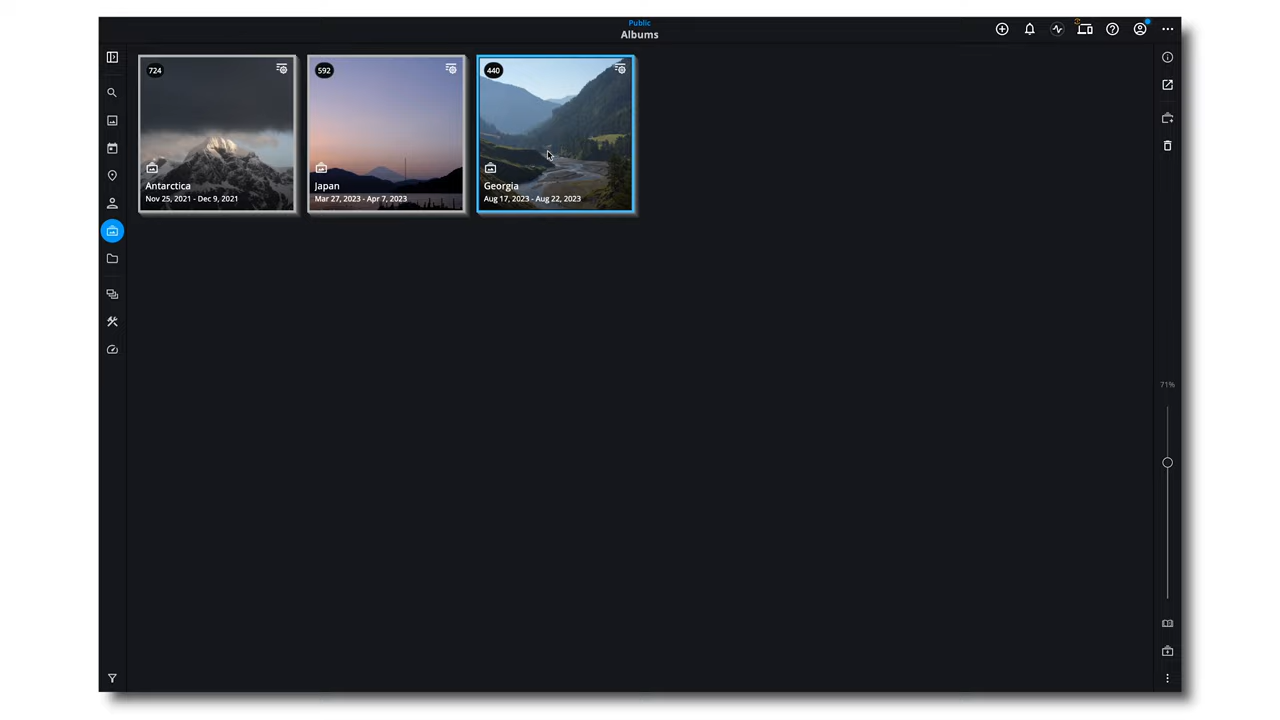 Public
Albums
724
Antarctica
Nov 25, 2021 - Dec 9, 2021
592
Japan
Mar 27, 2023 - Apr 7, 2023
440
Georgia
Aug 17, 2023 - Aug 22, 2023
71%